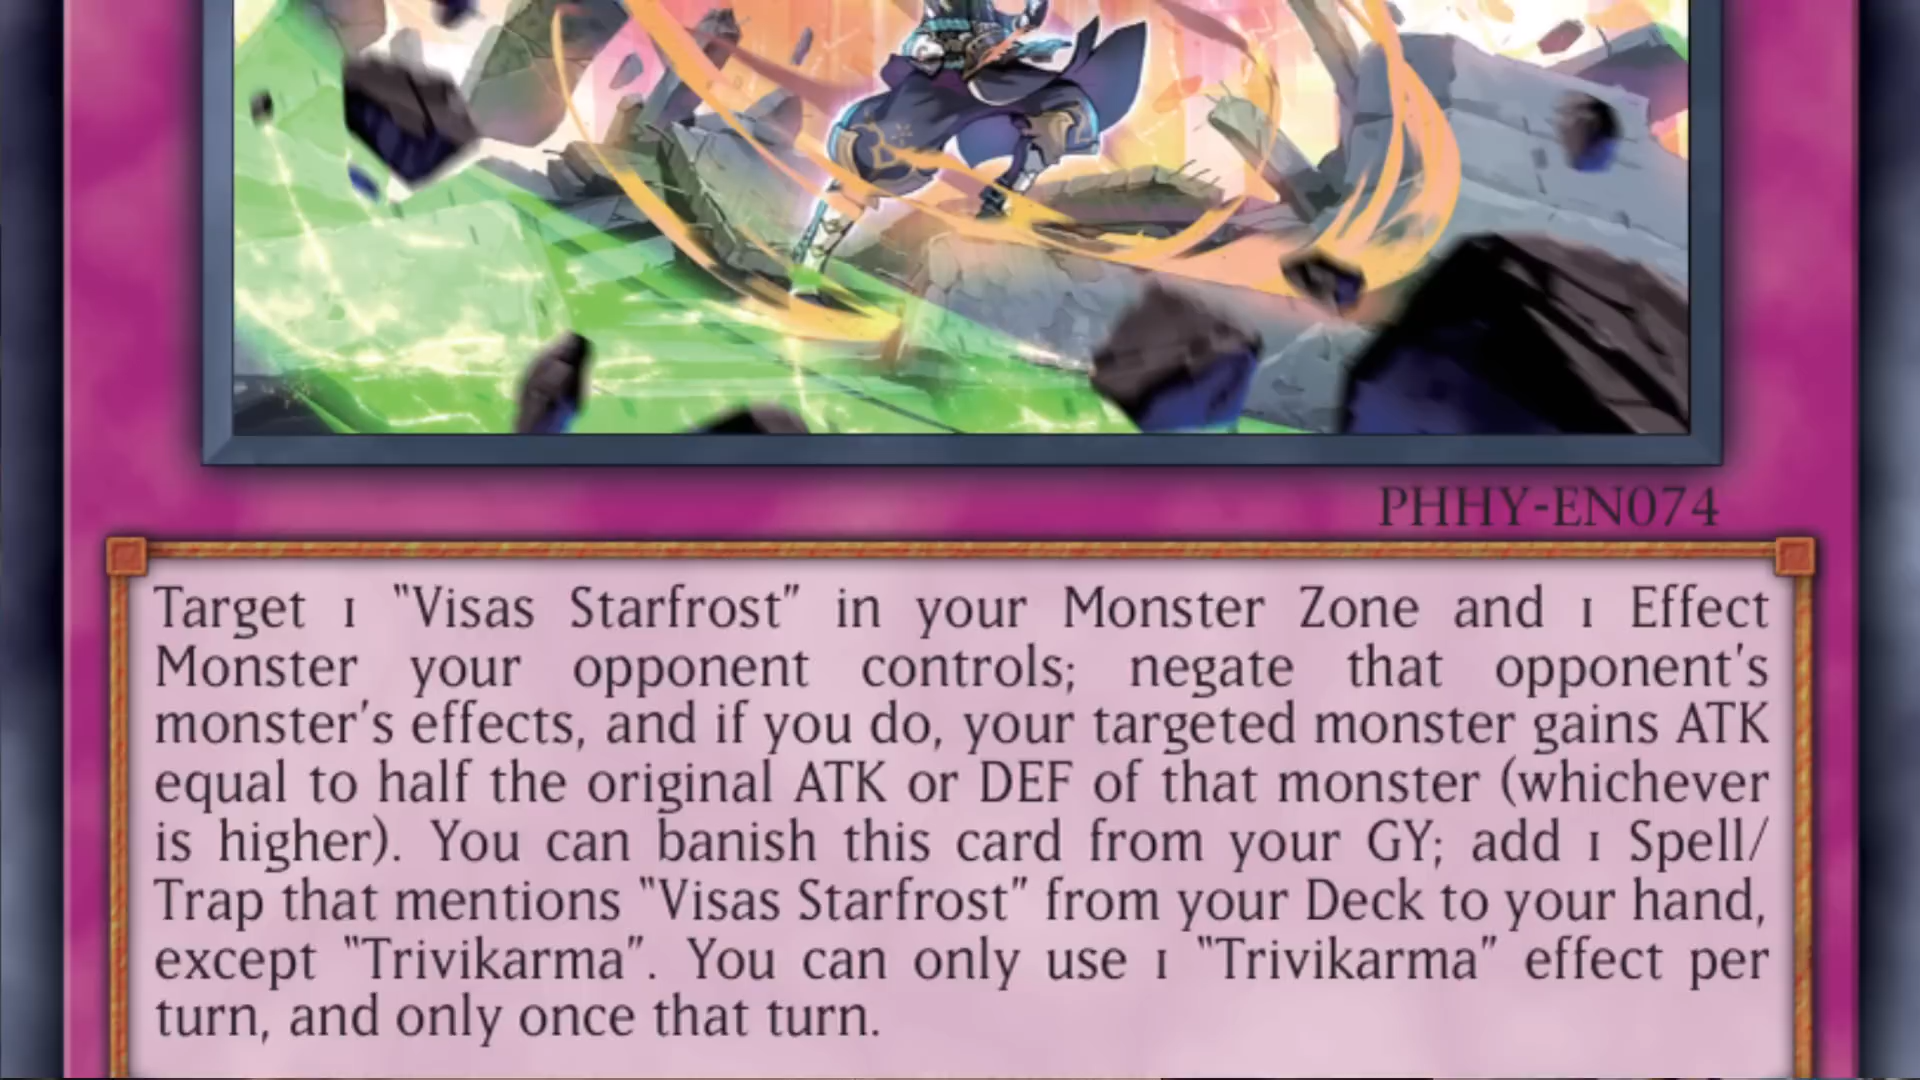 PHHY-EN074
Target 1 "Visas Starfrost" in your Monster Zone and 1 Effect
Monster your opponent controls; negate that opponent's
monster's effects, and if you do, your targeted monster gains ATK
equal to half the original ATK or DEF of that monster (whichever
is higher). You can banish this card from your GY; add 1 Spell/
Trap that mentions "Visas Starfrost" from your Deck to your hand,
except "Trivikarma". You can only use 1 "Trivikarma" effect per
turn, and only once that turn.